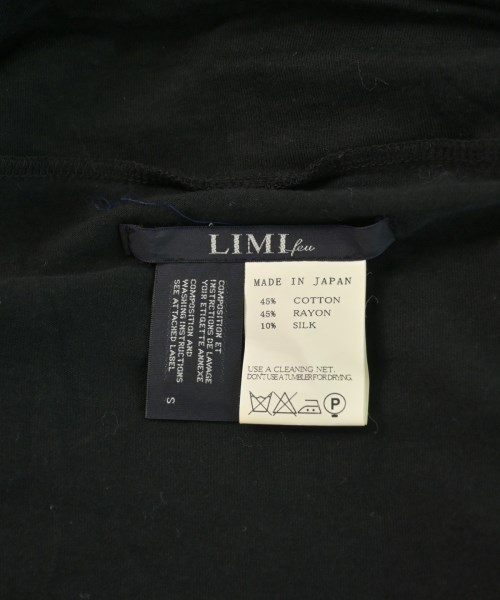 LIMI feu
COMPOSITION ET
INSTRCTIONS DE LAVAGE
VOIR ETIQUETTE ANNEXE
COMPOSITION AND
WASHING INSTRUCTIONS
SEE ATTACHED LABEL
S
MADE IN JAPAN
45% COTTON
45% RAYON
10% SILK
USE A CLEANING NET.
DON'T USE A TUMBLER FOR DRYING.
P